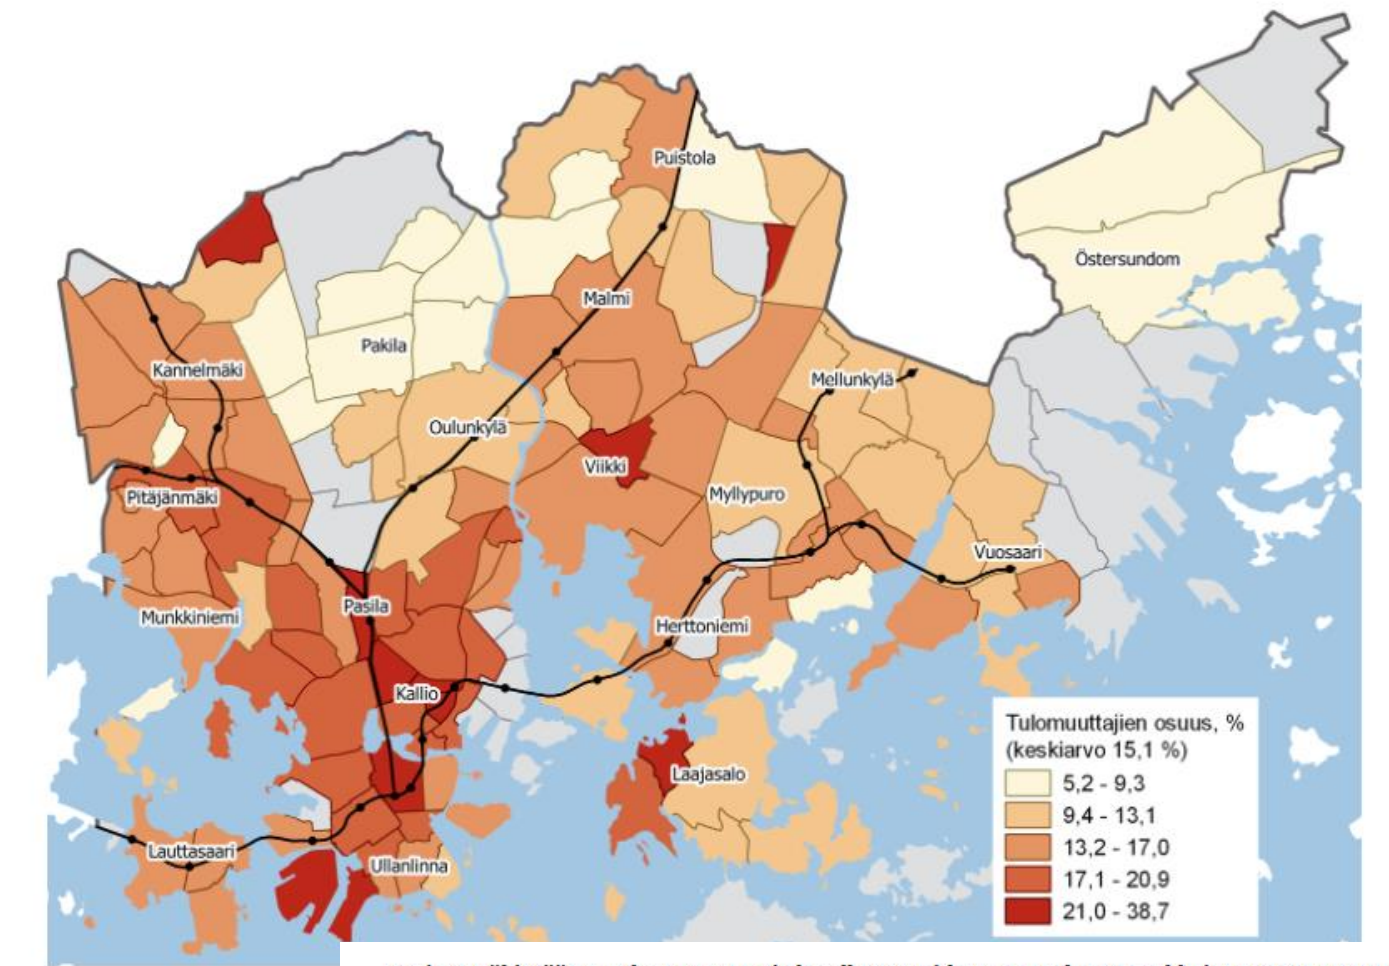 Puistola
Östersundom
Malmi
Pakila
Kannelmäki
Mellunkylä
Oulunkylä
Viikki
Pitäjänmäki
Myllypuro
Vuosaari
Pasila
Munkkiniemi
Herttoniemi
Kallio
Tulomuuttajien osuus, %
(keskiarvo 15,1 %)
5,2 - 9,3
9,4 - 13,1
13,2 - 17,0
17,1 - 20,9
21,0 - 38,7
Laajasalo
Lauttasaari
Ullanlinna